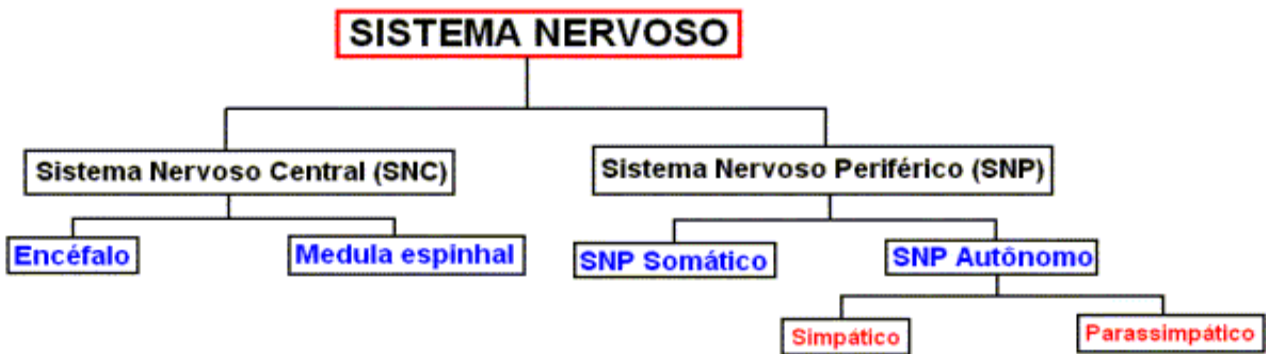 SISTEMA NERVOSO
Sistema Nervoso Central (SNC)
Sistema Nervoso Periférico (SNP)
Encéfalo
Medula espinhal
SNP Somático
SNP Autônomo
Simpático
Parassimpático